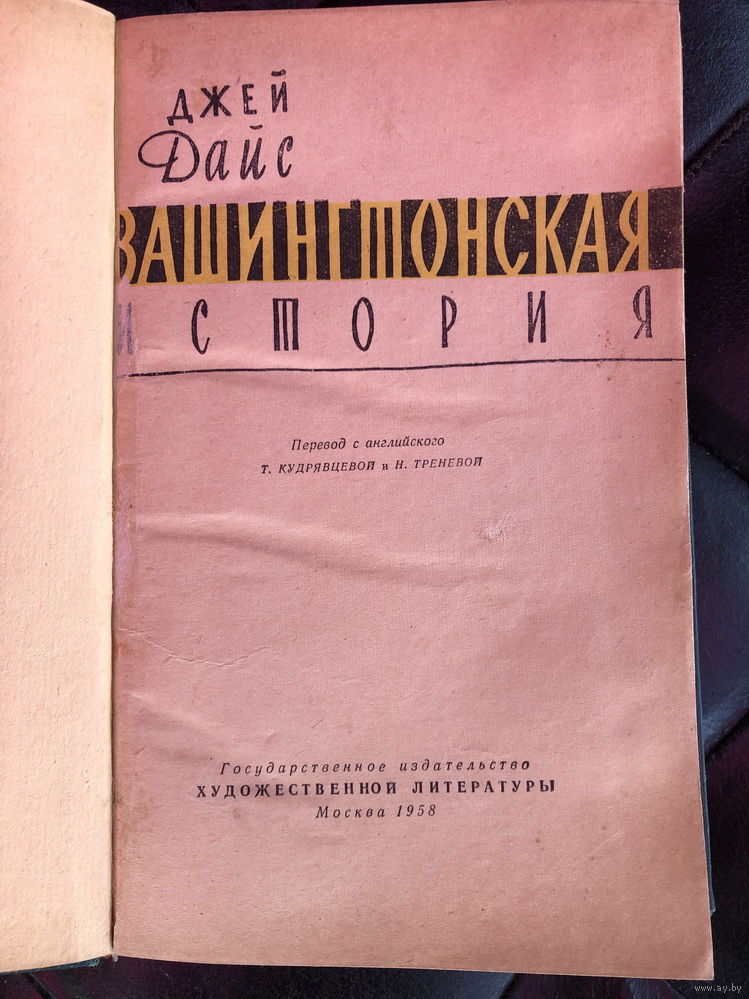 ДЖЕЙ
Дайс
ВАШИНГТОНСКАЯ
ИСТОРИЯ
Перевод с английского
Т. КУДРЯВЦЕВОЙ и Н. ТРЕНЕВОЙ
Государственное издательство
ХУДОЖЕСТВЕННОЙ ЛИТЕРАТУРЫ
Москва 1958
www.ay.by